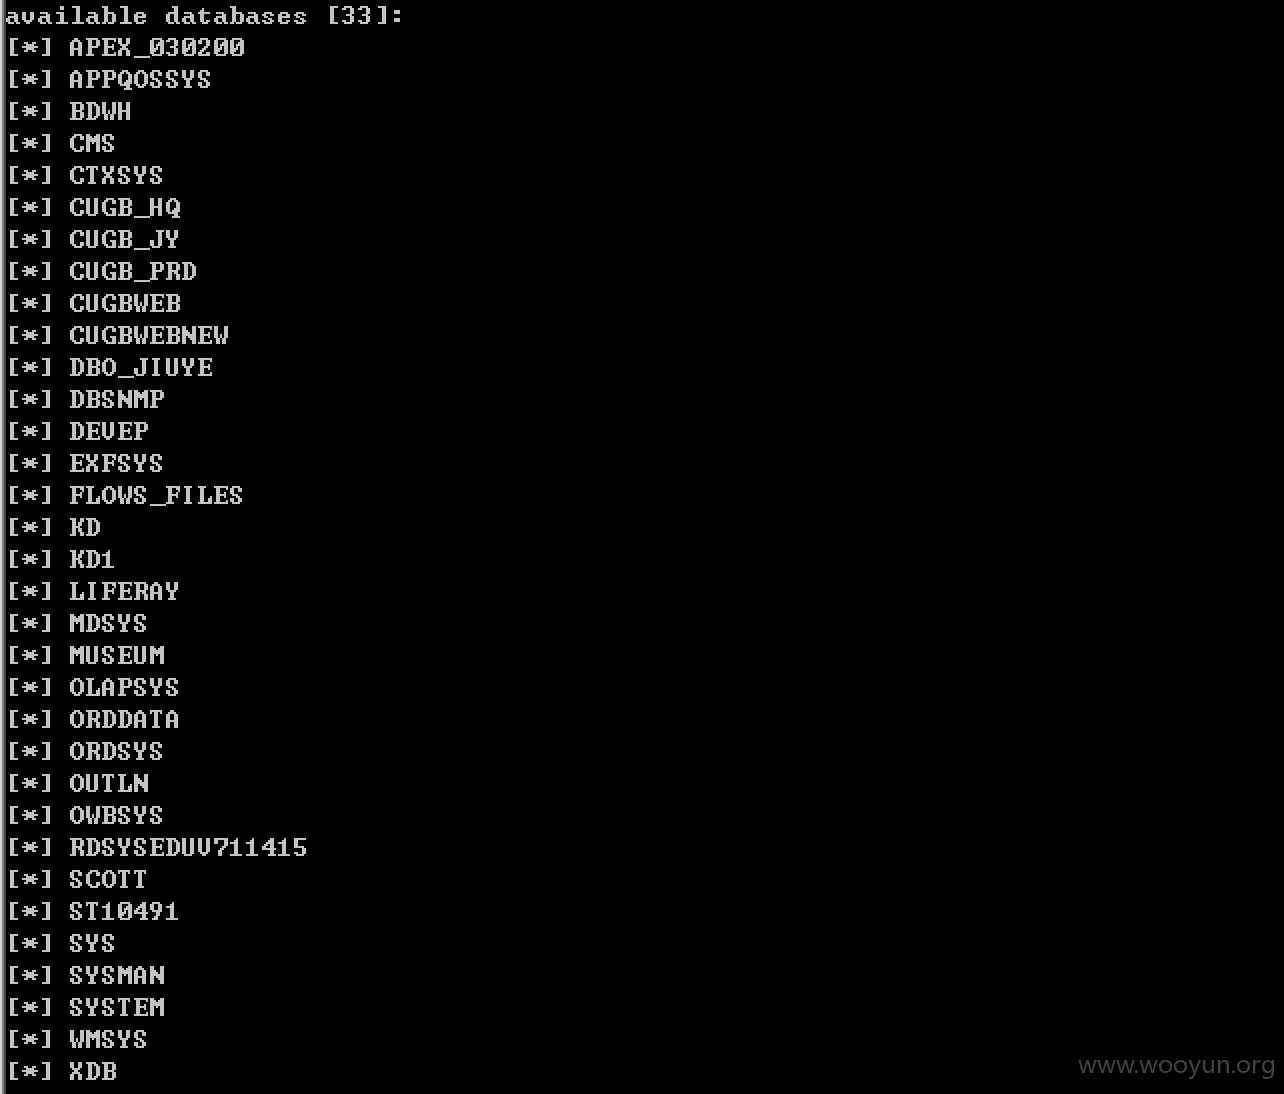 available databases [33]:
[*] APEX_030200
[*] APPQOSSYS
[*] BDWH
[*] CMS
[*] CTXSYS
[*] CUGB_HQ
[*] CUGB_JY
[*] CUGB_PRD
[*] CUGBWEB
[*] CUGBWEBNEW
[*] DBO_JIUYE
[*] DBSNMP
[*] DEVEP
[*] EXFSYS
[*] FLOWS_FILES
[*] KD
[*] KD1
[*] LIFERAY
[*] MDSYS
[*] MUSEUM
[*] OLAPSYS
[*] ORDDATA
[*] ORDSYS
[*] OUTLN
[*] OWBSYS
[*] RDSYSEDUV711415
[*] SCOTT
[*] ST10491
[*] SYS
[*] SYSMAN
[*] SYSTEM
[*] WMSYS
[*] XDB
www.wooyun.org